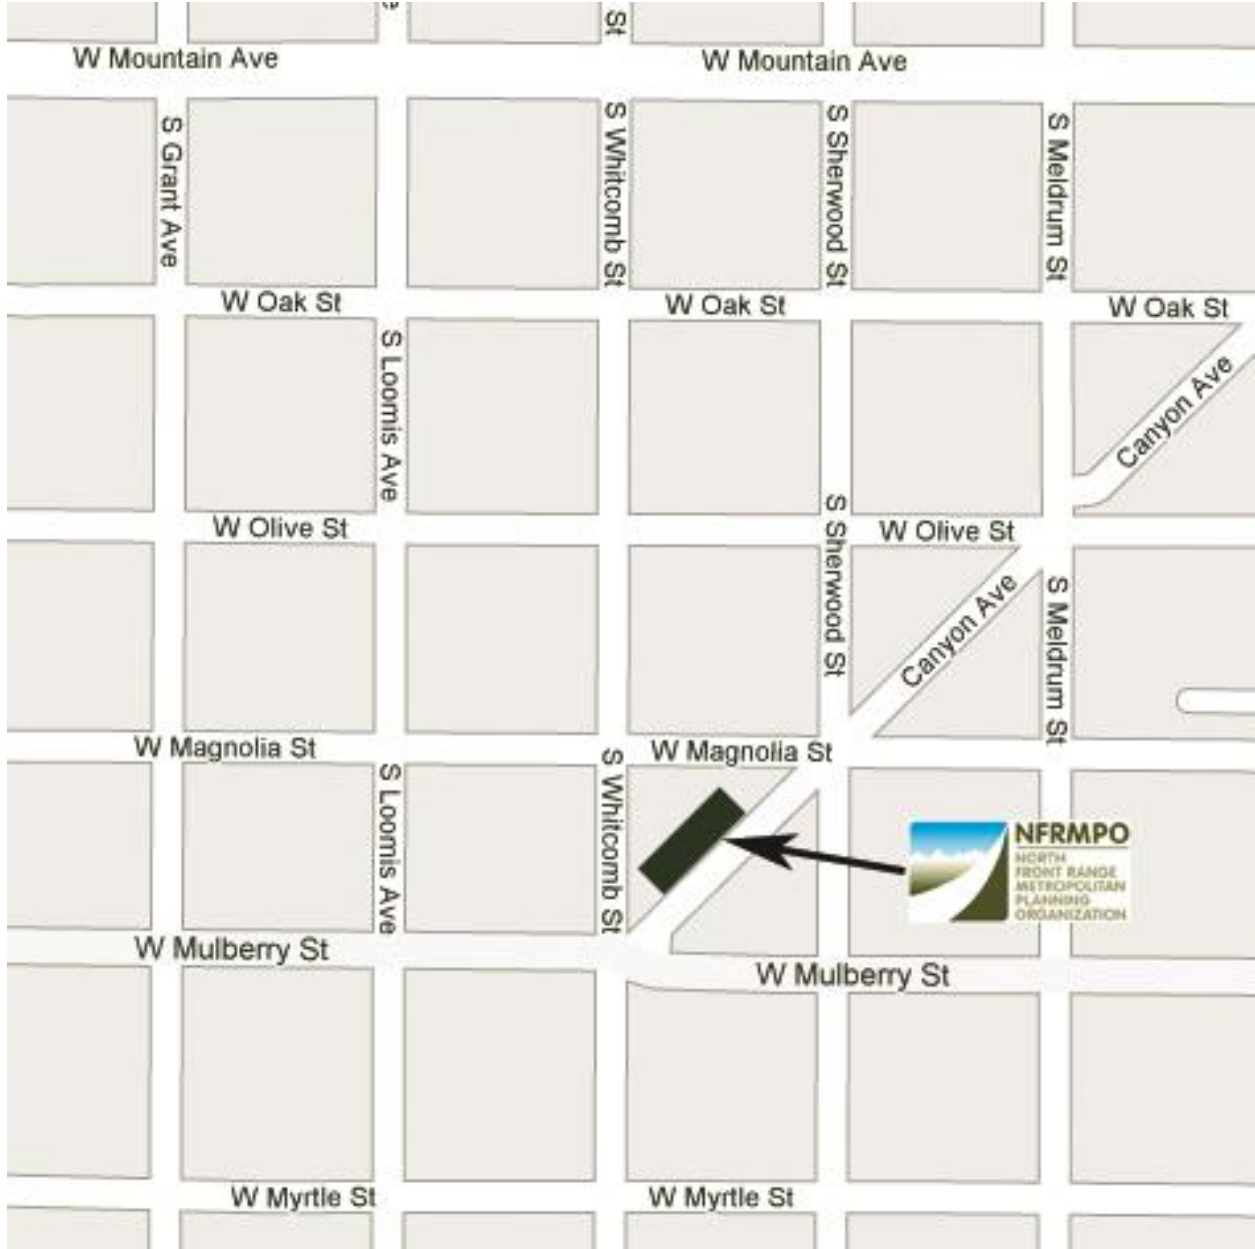 St
W Mountain Ave
W Mountain Ave
S Grant Ave
S Whitcomb St
S Sherwood St
S Meldrum St
W Oak St
W Oak St
W Oak St
S Loomis Ave
Canyon Ave
W Olive St
S Sherwood St
W Olive St
Canyon Ave
S Meldrum St
W Magnolia St
W Magnolia St
S Loomis Ave
S Whitcomb St
NFRMPO
NORTH
FRONT RANGE
METROPOLITAN
PLANNING
ORGANIZATION
W Mulberry St
W Mulberry St
W Myrtle St
W Myrtle St